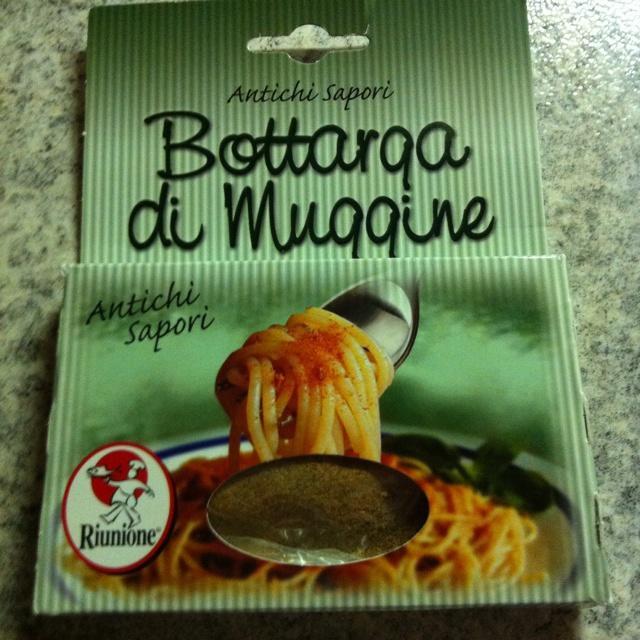 Antichi Sapori
Bottarga
di Muggine
Antichi
Sapori
Riunione®